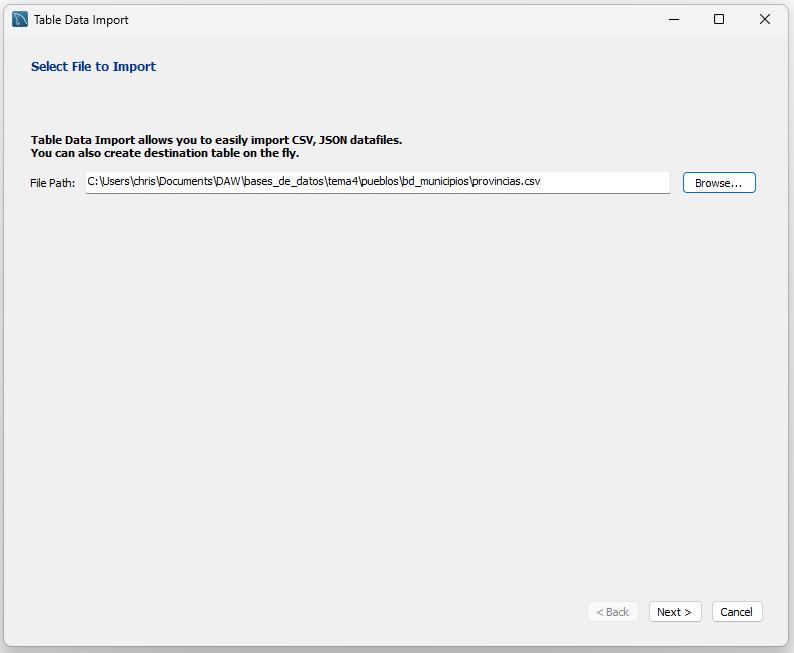 Table Data Import
Select File to Import
Table Data Import allows you to easily import CSV, JSON datafiles.
You can also create destination table on the fly.
File Path: C:\Users\chris\Documents\DAW\bases_de_datos\tema4\pueblos\bd_municipios\provincias.csv Browse...
< Back Next > Cancel